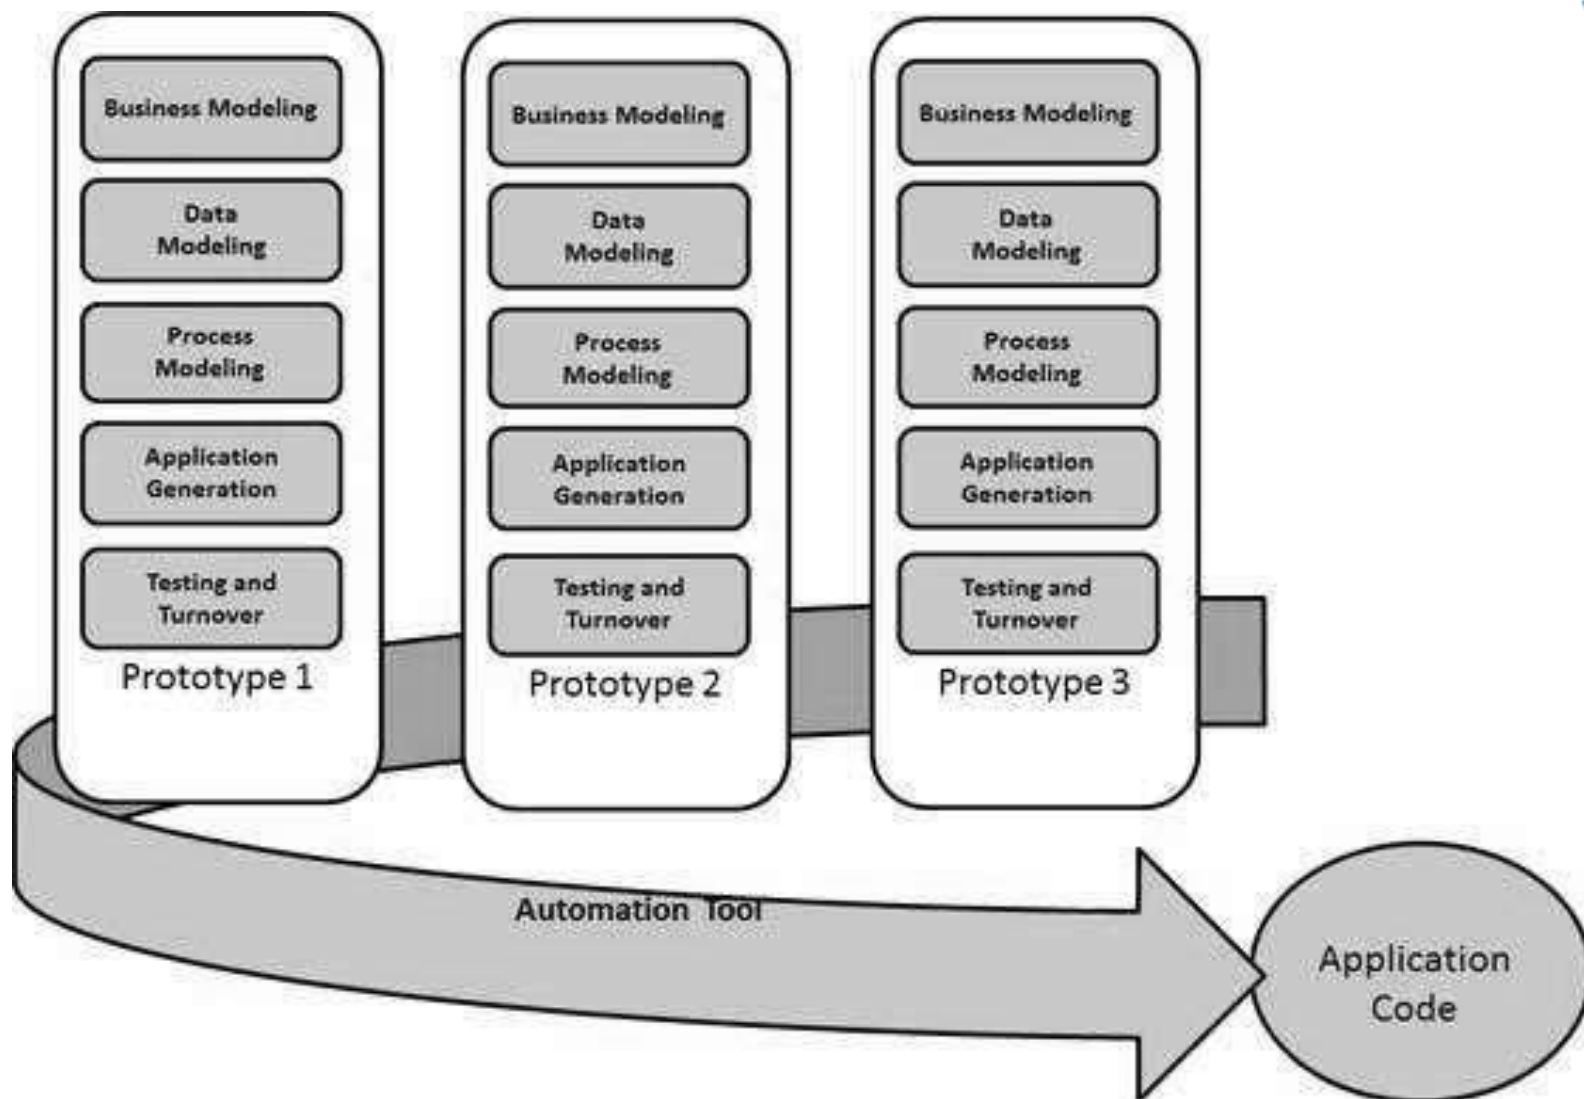 Business Modeling
Data
Modeling
Process
Modeling
Application
Generation
Testing and
Turnover
Prototype 1
Business Modeling
Data
Modeling
Process
Modeling
Application
Generation
Testing and
Turnover
Prototype 2
Business Modeling
Data
Modeling
Process
Modeling
Application
Generation
Testing and
Turnover
Prototype 3
Automation Tool
Application
Code